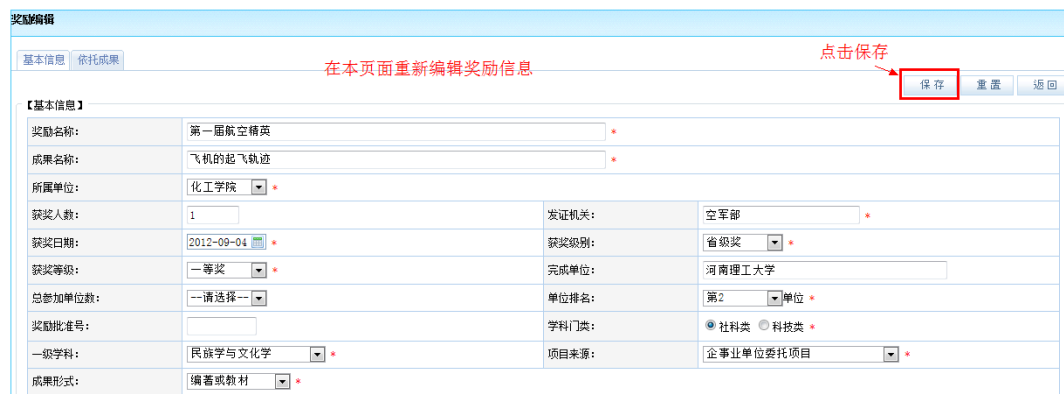 奖励编辑
基本信息 依托成果
在本页面重新编辑奖励信息
点击保存
保存 重置 返回
【基本信息】
奖励名称: 第一届航空精英 *
成果名称: 飞机的起飞轨迹 *
所属单位: 化工学院 *
获奖人数: 1 发证机关: 空军部 *
获奖日期: 2012-09-04 * 获奖级别: 省级奖 *
获奖等级: 一等奖 * 完成单位: 河南理工大学
总参加单位数: --请选择-- 单位排名: 第2 单位 *
奖励批准号: 学科门类: 社科类 科技类 *
一级学科: 民族学与文化学 * 项目来源: 企事业单位委托项目 *
成果形式: 编著或教材 *